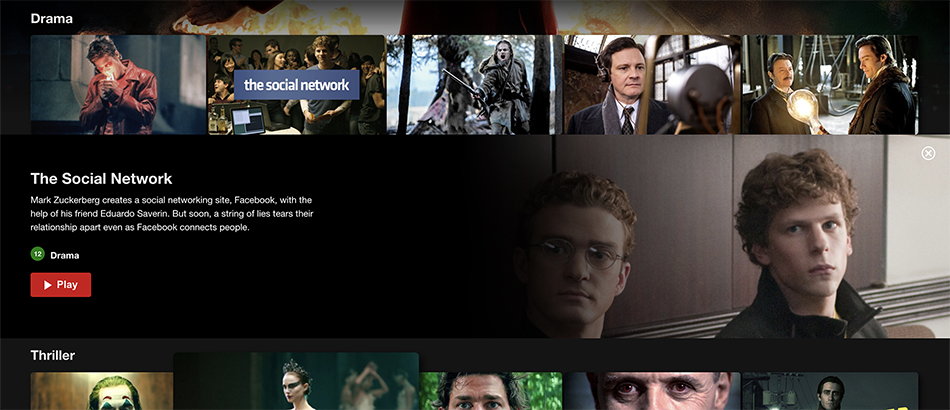 Drama
the social network
The Social Network
Mark Zuckerberg creates a social networking site, Facebook, with the
help of his friend Eduardo Saverin. But soon, a string of lies tears their
relationship apart even as Facebook connects people.
12 Drama
Play
Thriller